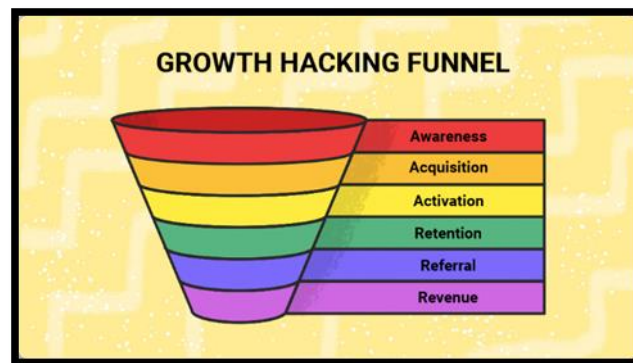 GROWTH HACKING FUNNEL
Awareness
Acquisition
Activation
Retention
Referral
Revenue